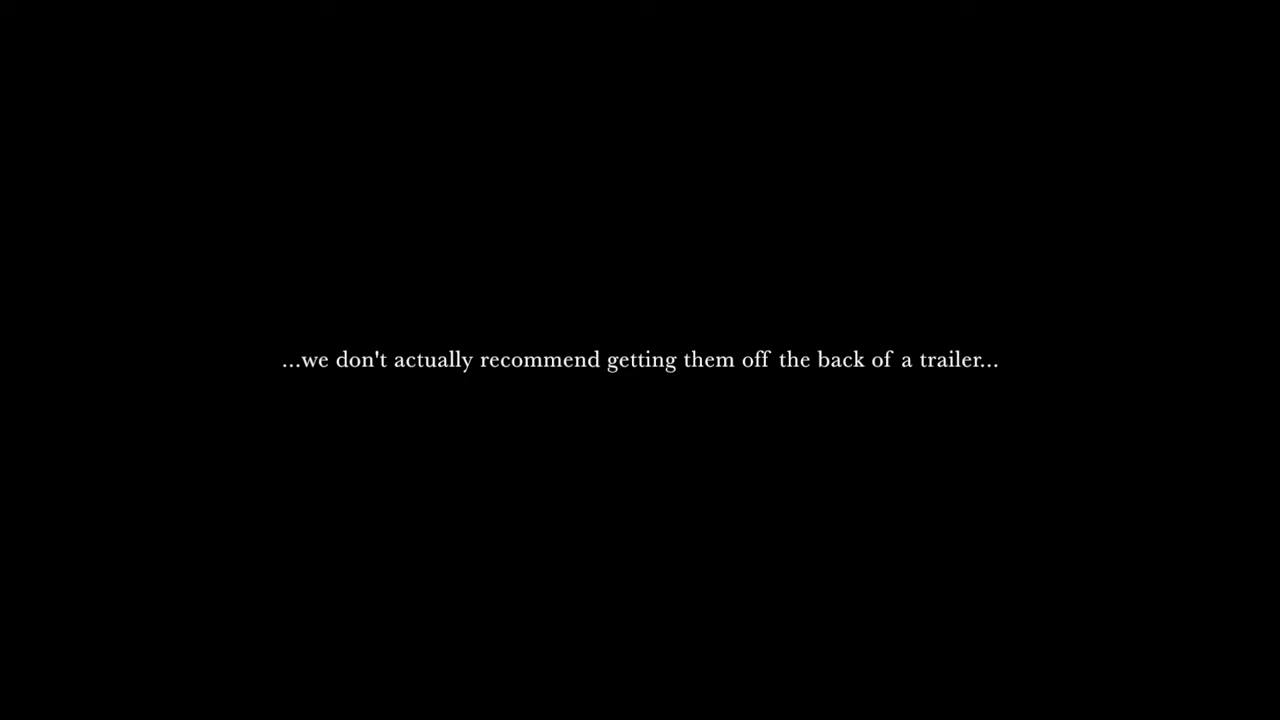 ...we don't actually recommend getting them off the back of a trailer...